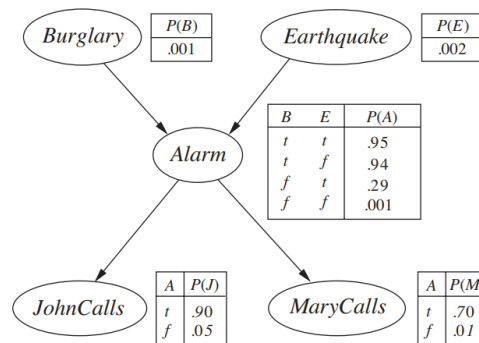 Burglary
P(B)
.001
Earthquake
P(E)
.002
Alarm
B E P(A)
t t .95
t f .94
f t .29
f f .001
JohnCalls
A P(J)
t .90
f .05
MaryCalls
A P(M
t .70
f .01